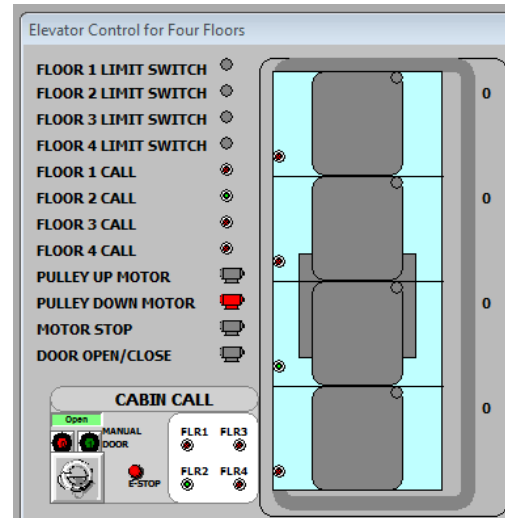 Elevator Control for Four Floors
FLOOR 1 LIMIT SWITCH
FLOOR 2 LIMIT SWITCH
FLOOR 3 LIMIT SWITCH
FLOOR 4 LIMIT SWITCH
FLOOR 1 CALL
FLOOR 2 CALL
FLOOR 3 CALL
FLOOR 4 CALL
PULLEY UP MOTOR
PULLEY DOWN MOTOR
MOTOR STOP
DOOR OPEN/CLOSE
0
0
0
0
CABIN CALL
Open
MANUAL
DOOR
E-STOP
FLR1 FLR3
FLR2 FLR4